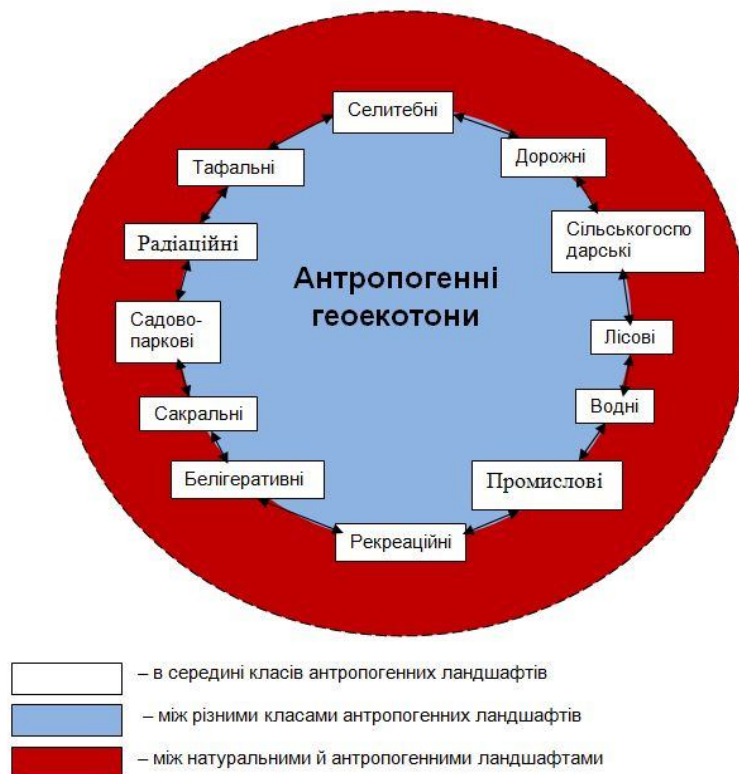 Селитебні
Тафальні
Дорожні
Радіаційні
Сільськогоспо
дарські
Антропогенні
геоекотони
Садово-
паркові
Лісові
Сакральні
Водні
Белігеративні
Промислові
Рекреаційні
– в середині класів антропогенних ландшафтів
– між різними класами антропогенних ландшафтів
– між натуральними й антропогенними ландшафтами